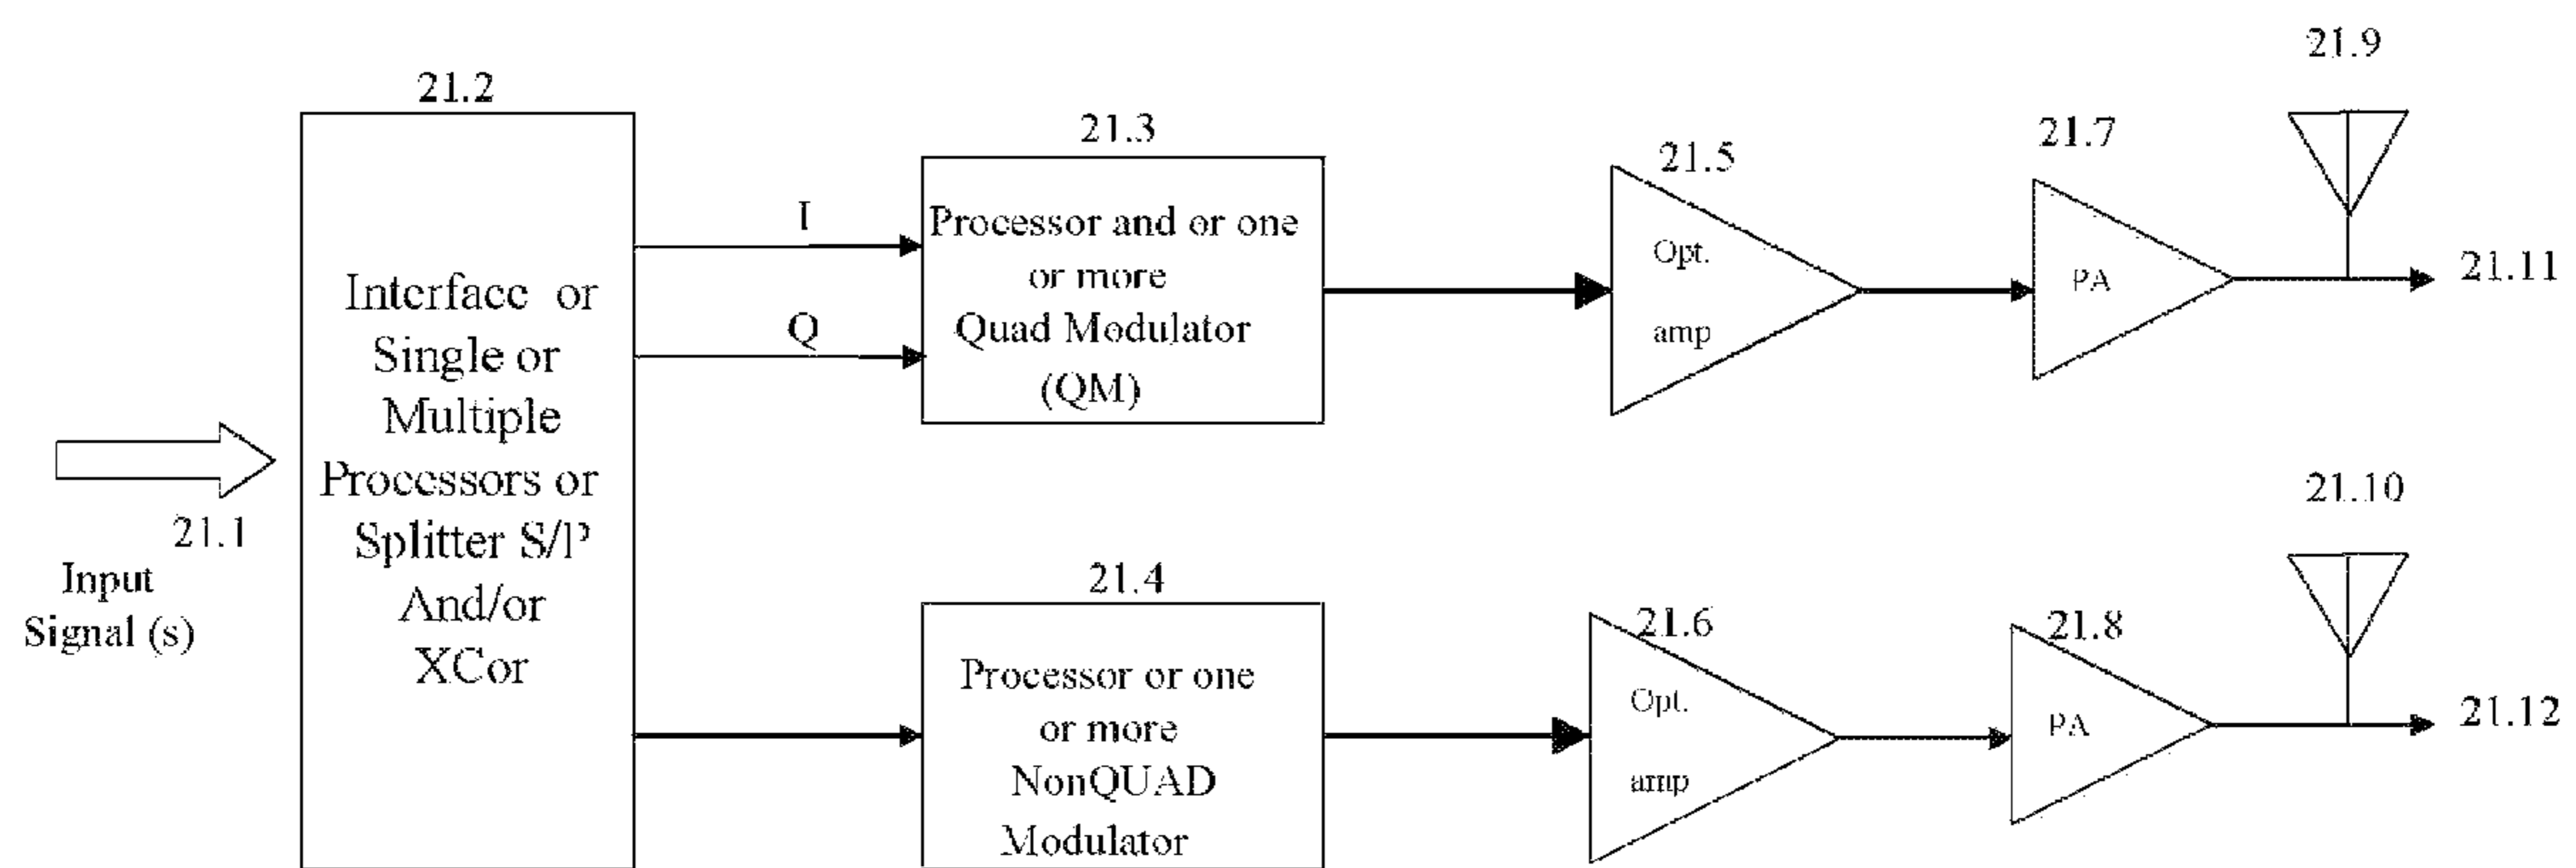 21.1
Input
Signal (s)
21.2
Interface or
Single or
Multiple
Processors or
Splitter S/P
And/or
XCor
I
Q
21.3
Processor and or one
or more
Quad Modulator
(QM)
21.5
Opt.
amp
21.7
PA
21.9
21.11
21.4
Processor or one
or more
NonQUAD
Modulator
21.6
Opt.
amp
21.8
PA
21.10
21.12